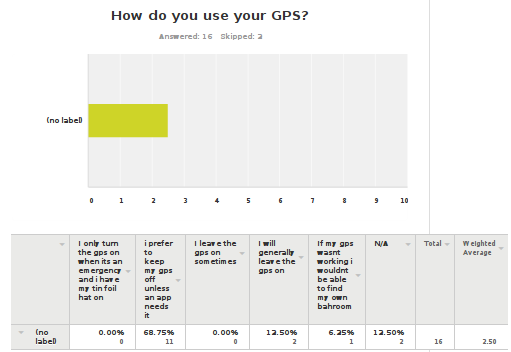 How do you use your GPS?
Answered: 16 Skipped: 3
(no label)
0 1 2 3 4 5 6 7 8 9 10
I only turn the gps on when its an emergency and i have my tin foil hat on
i prefer to keep my gps off unless an app needs it
I leave the gps on sometimes
I will generally leave the gps on
If my gps wasnt working i wouldnt be able to find my own bahroom
N/A
Total
Weighted Average
(no label)
0.00% 68.75% 0.00% 12.50% 6.25% 12.50%
0 11 0 2 1 2 16 2.50